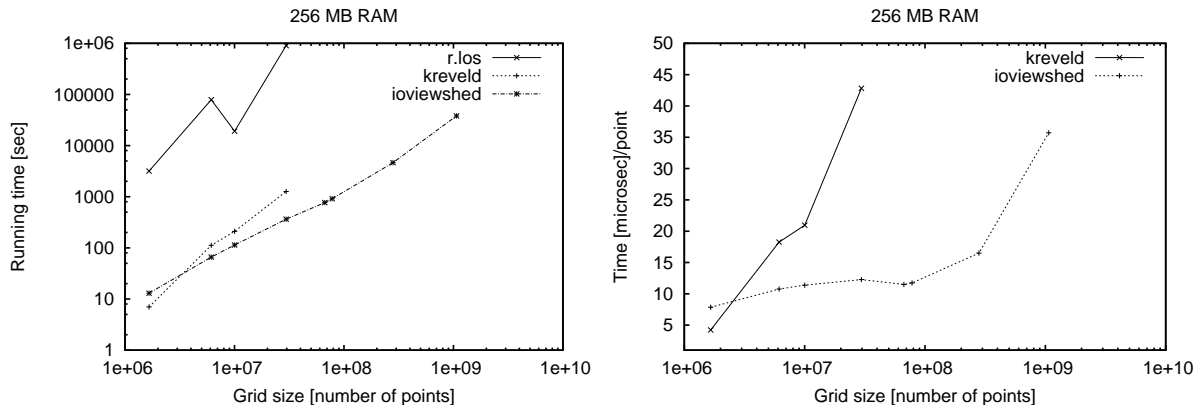 256 MB RAM
1e+06
100000
10000
1000
100
10
1
1e+06
1e+07
1e+08
1e+09
1e+10
Running time [sec]
Grid size [number of points]
r.los
kreveld
ioviewshed
256 MB RAM
50
45
40
35
30
25
20
15
10
5
1e+06
1e+07
1e+08
1e+09
1e+10
Time [microsec]/point
Grid size [number of points]
kreveld
ioviewshed